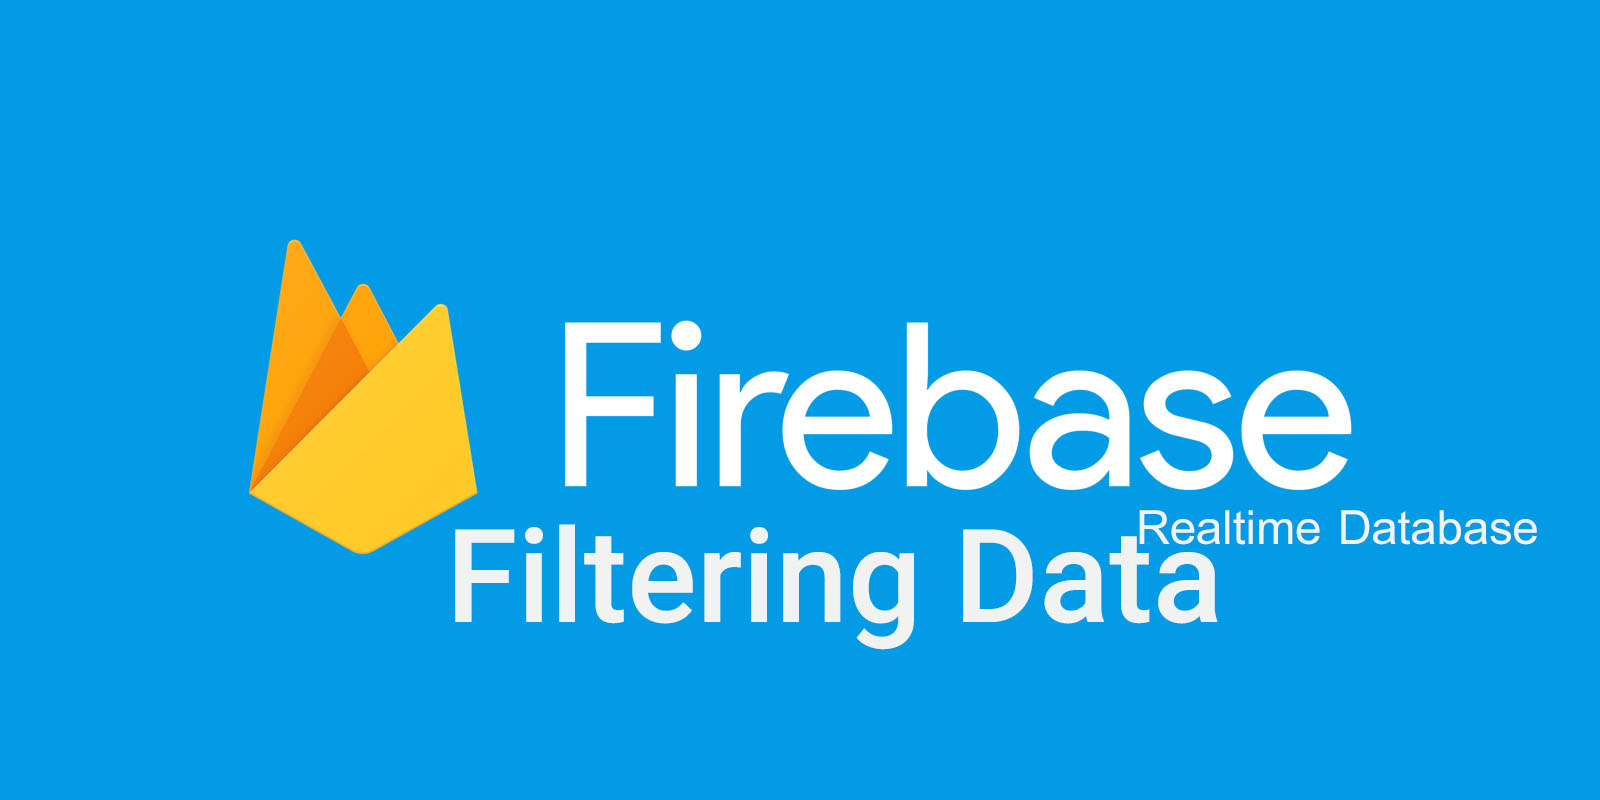 Firebase
Realtime Database
Filtering Data